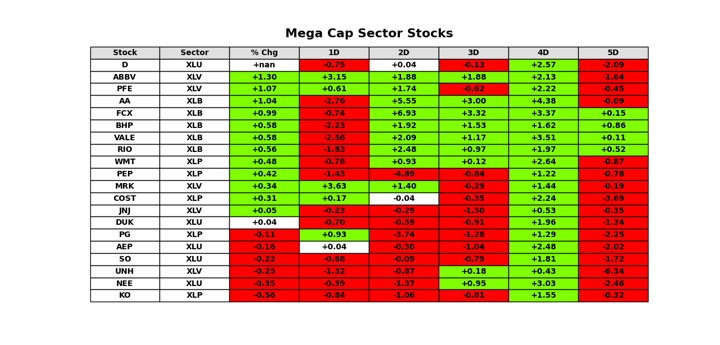 Mega Cap Sector Stocks
Stock Sector % Chg 1D 2D 3D 4D 5D
D XLU +nan -0.75 +0.04 -0.13 +2.57 -2.09
ABBV XLV +1.30 +3.15 +1.88 +1.88 +2.13 -1.64
PFE XLV +1.07 +0.61 +1.74 -0.62 +2.22 -0.45
AA XLB +1.04 -2.76 +5.55 +3.00 +4.38 -0.09
FCX XLB +0.99 -0.74 +6.93 +3.32 +3.37 +0.15
BHP XLB +0.58 -2.23 +1.92 +1.53 +1.62 +0.86
VALE XLB +0.58 -2.56 +2.09 +1.17 +3.51 +0.11
RIO XLB +0.56 -1.83 +2.48 +0.97 +1.97 +0.52
WMT XLP +0.48 -0.78 +0.93 +0.12 +2.64 -0.87
PEP XLP +0.42 -1.43 -4.85 -0.84 +1.22 -0.78
MRK XLV +0.34 +3.63 +1.40 -0.29 +1.44 -0.19
COST XLP +0.31 +0.17 -0.04 -0.35 +2.24 -3.69
JNJ XLV +0.05 -0.23 -0.29 -1.50 +0.53 -0.35
DUK XLU +0.04 -0.70 -0.59 -0.91 +1.96 -1.34
PG XLP -0.11 +0.93 -3.74 -1.28 +1.29 -2.25
AEP XLU -0.16 +0.04 -0.30 -1.04 +2.48 -2.02
SO XLU -0.23 -0.68 -0.09 -0.79 +1.81 -1.72
UNH XLV -0.25 -1.32 -0.87 +0.18 +0.43 -6.34
NEE XLU -0.35 -0.39 -1.37 +0.95 +3.03 -2.46
KO XLP -0.56 -0.84 -1.06 -0.81 +1.55 -0.32